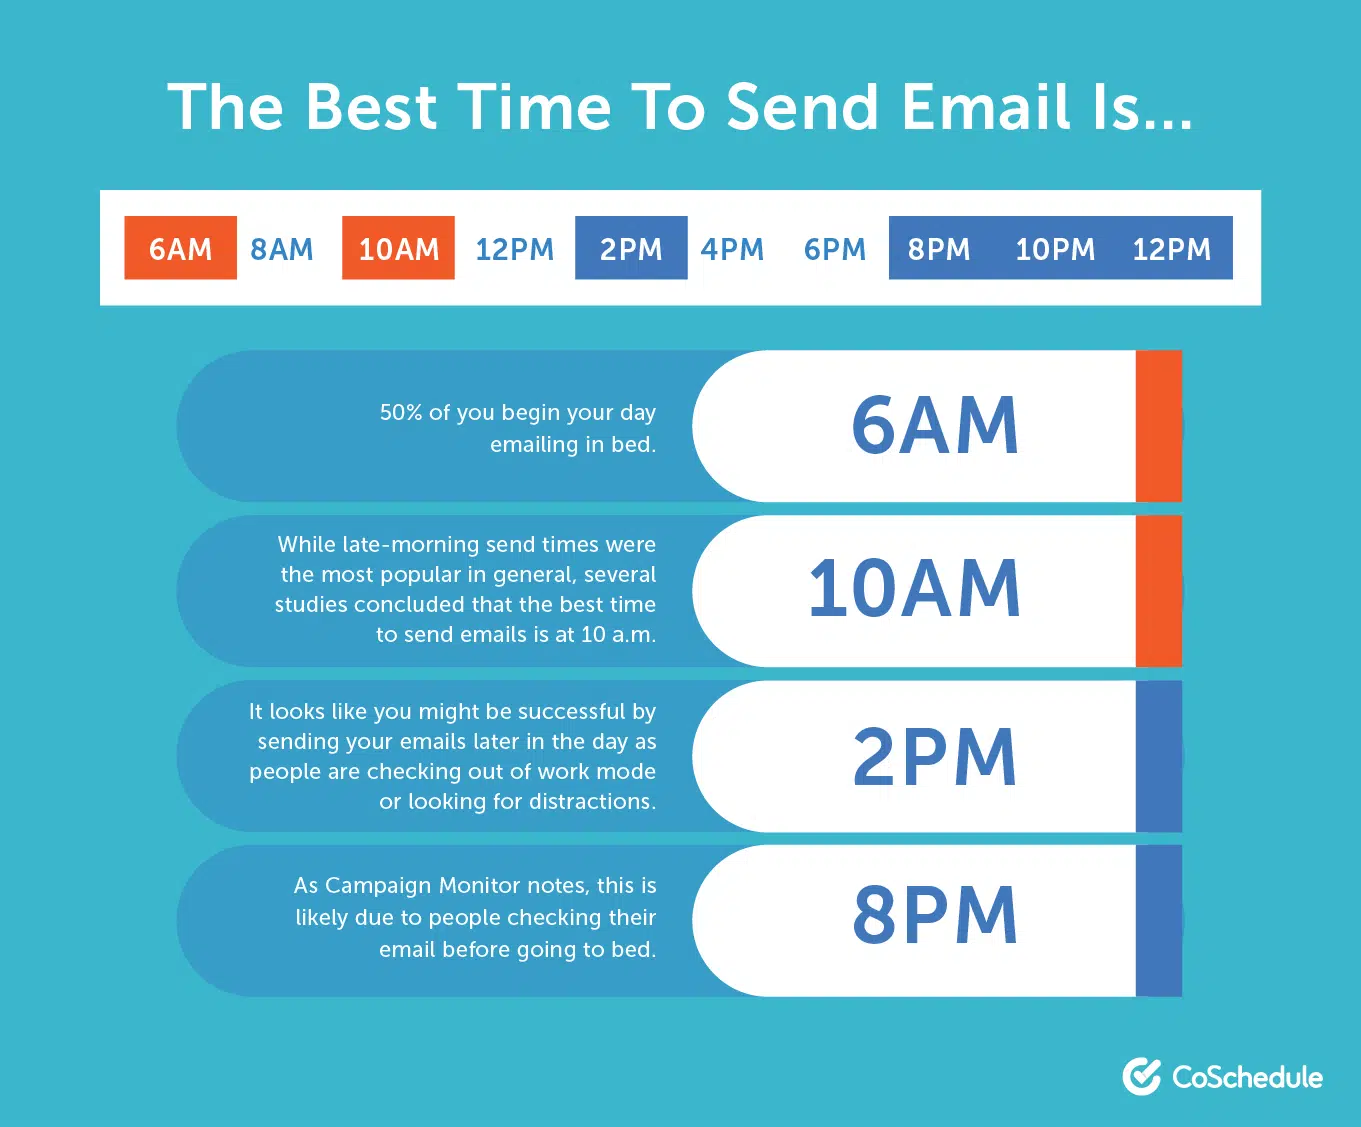 The Best Time To Send Email Is...
6AM 8AM 10AM 12PM 2PM 4PM 6PM 8PM 10PM 12PM
50% of you begin your day
emailing in bed.
6AM
While late-morning send times were
the most popular in general, several
studies concluded that the best time
to send emails is at 10 a.m.
10AM
It looks like you might be successful by
sending your emails later in the day as
people are checking out of work mode
or looking for distractions.
2PM
As Campaign Monitor notes, this is
likely due to people checking their
email before going to bed.
8PM
CoSchedule